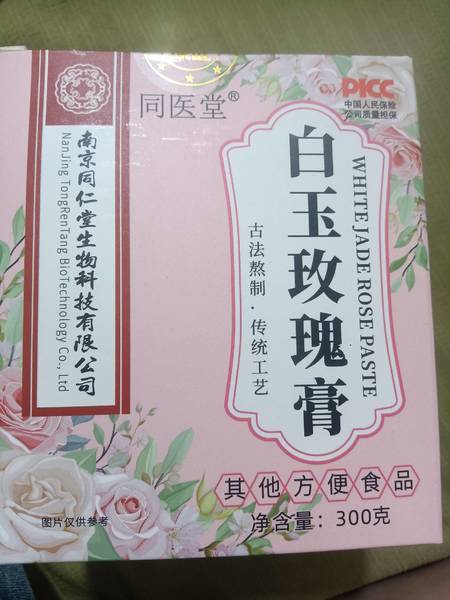 同医堂®
PICC
中国人民保险
公司质量担保
南京同仁堂生物科技有限公司
NanJing TongRenTang BioTechnology Co., Ltd
白玉玫瑰膏
WHITE JADE ROSE PASTE
古法熬制·传统工艺
其他方便食品
净含量：300克
图片仅供参考